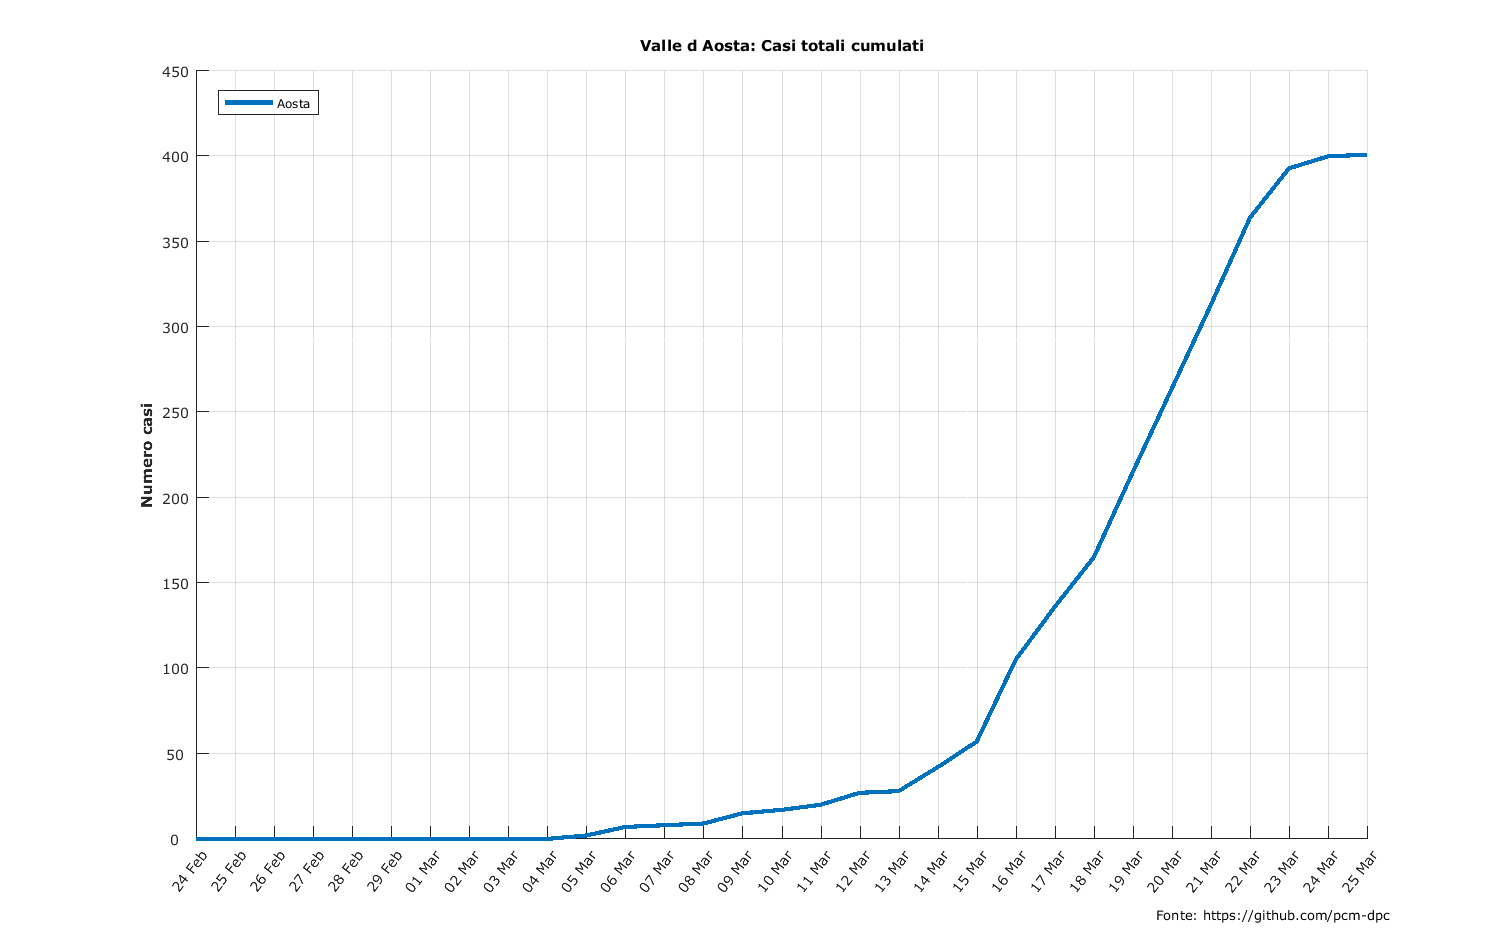 Valle d Aosta: Casi totali cumulati
Aosta
Numero casi
450
400
350
300
250
200
150
100
50
0
24 Feb
25 Feb
26 Feb
27 Feb
28 Feb
29 Feb
01 Mar
02 Mar
03 Mar
04 Mar
05 Mar
06 Mar
07 Mar
08 Mar
09 Mar
10 Mar
11 Mar
12 Mar
13 Mar
14 Mar
15 Mar
16 Mar
17 Mar
18 Mar
19 Mar
20 Mar
21 Mar
22 Mar
23 Mar
24 Mar
25 Mar
Fonte: https://github.com/pcm-dpc